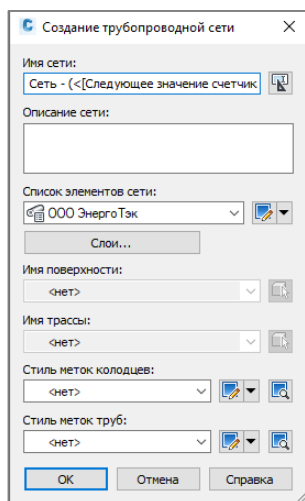 Создание трубопроводной сети
Имя сети:
Сеть - (<[Следующее значение счетчик
Описание сети:
Список элементов сети:
ООО ЭнергоТэк
Слои...
Имя поверхности:
<нет>
Имя трассы:
<нет>
Стиль меток колодцев:
<нет>
Стиль меток труб:
<нет>
ОК Отмена Справка